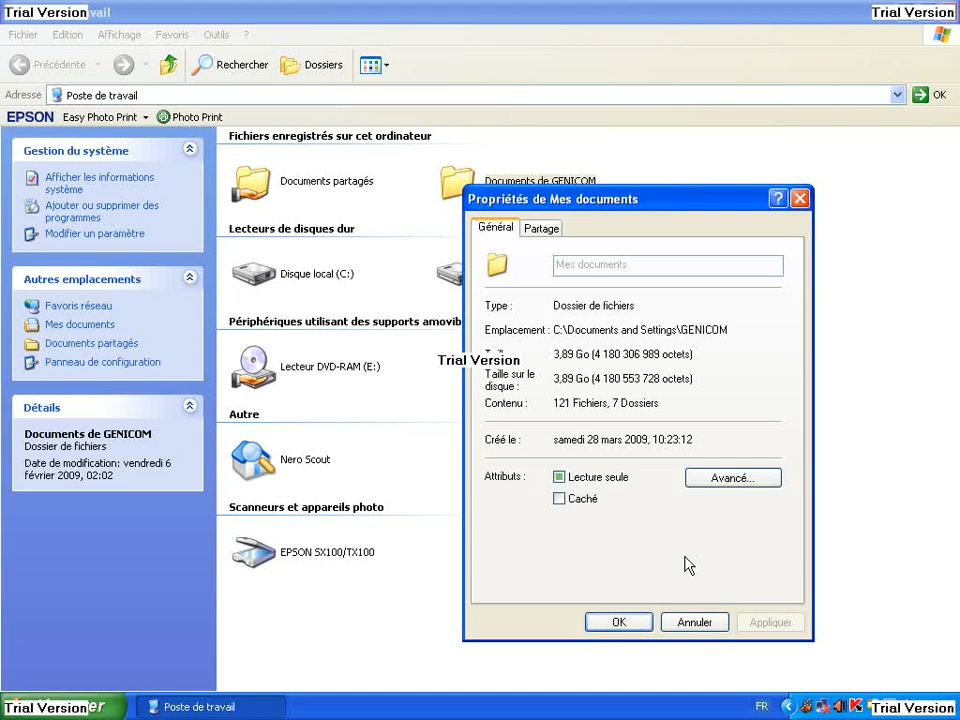 Trial Version
Trial Version
Fichier Edition Affichage Favoris Outils ?
Précédente Rechercher Dossiers
Adresse Poste de travail OK
EPSON Easy Photo Print Photo Print
Gestion du système
Afficher les informations
système
Ajouter ou supprimer des
programmes
Modifier un paramètre
Autres emplacements
Favoris réseau
Mes documents
Documents partagés
Panneau de configuration
Détails
Documents de GENICOM
Dossier de fichiers
Date de modification: vendredi 6
février 2009, 02:02
Fichiers enregistrés sur cet ordinateur
Documents partagés
Documents de GENICOM
Lecteurs de disques dur
Disque local (C:)
Périphériques utilisant des supports amovib
Lecteur DVD-RAM (E:)
Autre
Nero Scout
Scanneurs et appareils photo
EPSON SX100/TX100
Propriétés de Mes documents
Général Partage
Mes documents
Type : Dossier de fichiers
Emplacement : C:\Documents and Settings\GENICOM
Trial Version
3,89 Go (4 180 306 989 octets)
Taille sur le
disque : 3,89 Go (4 180 553 728 octets)
Contenu : 121 Fichiers, 7 Dossiers
Créé le : samedi 28 mars 2009, 10:23:12
Attributs : Lecture seule Avancé...
Caché
OK Annuler Appliquer
Trial Version
Poste de travail
FR
Trial Version